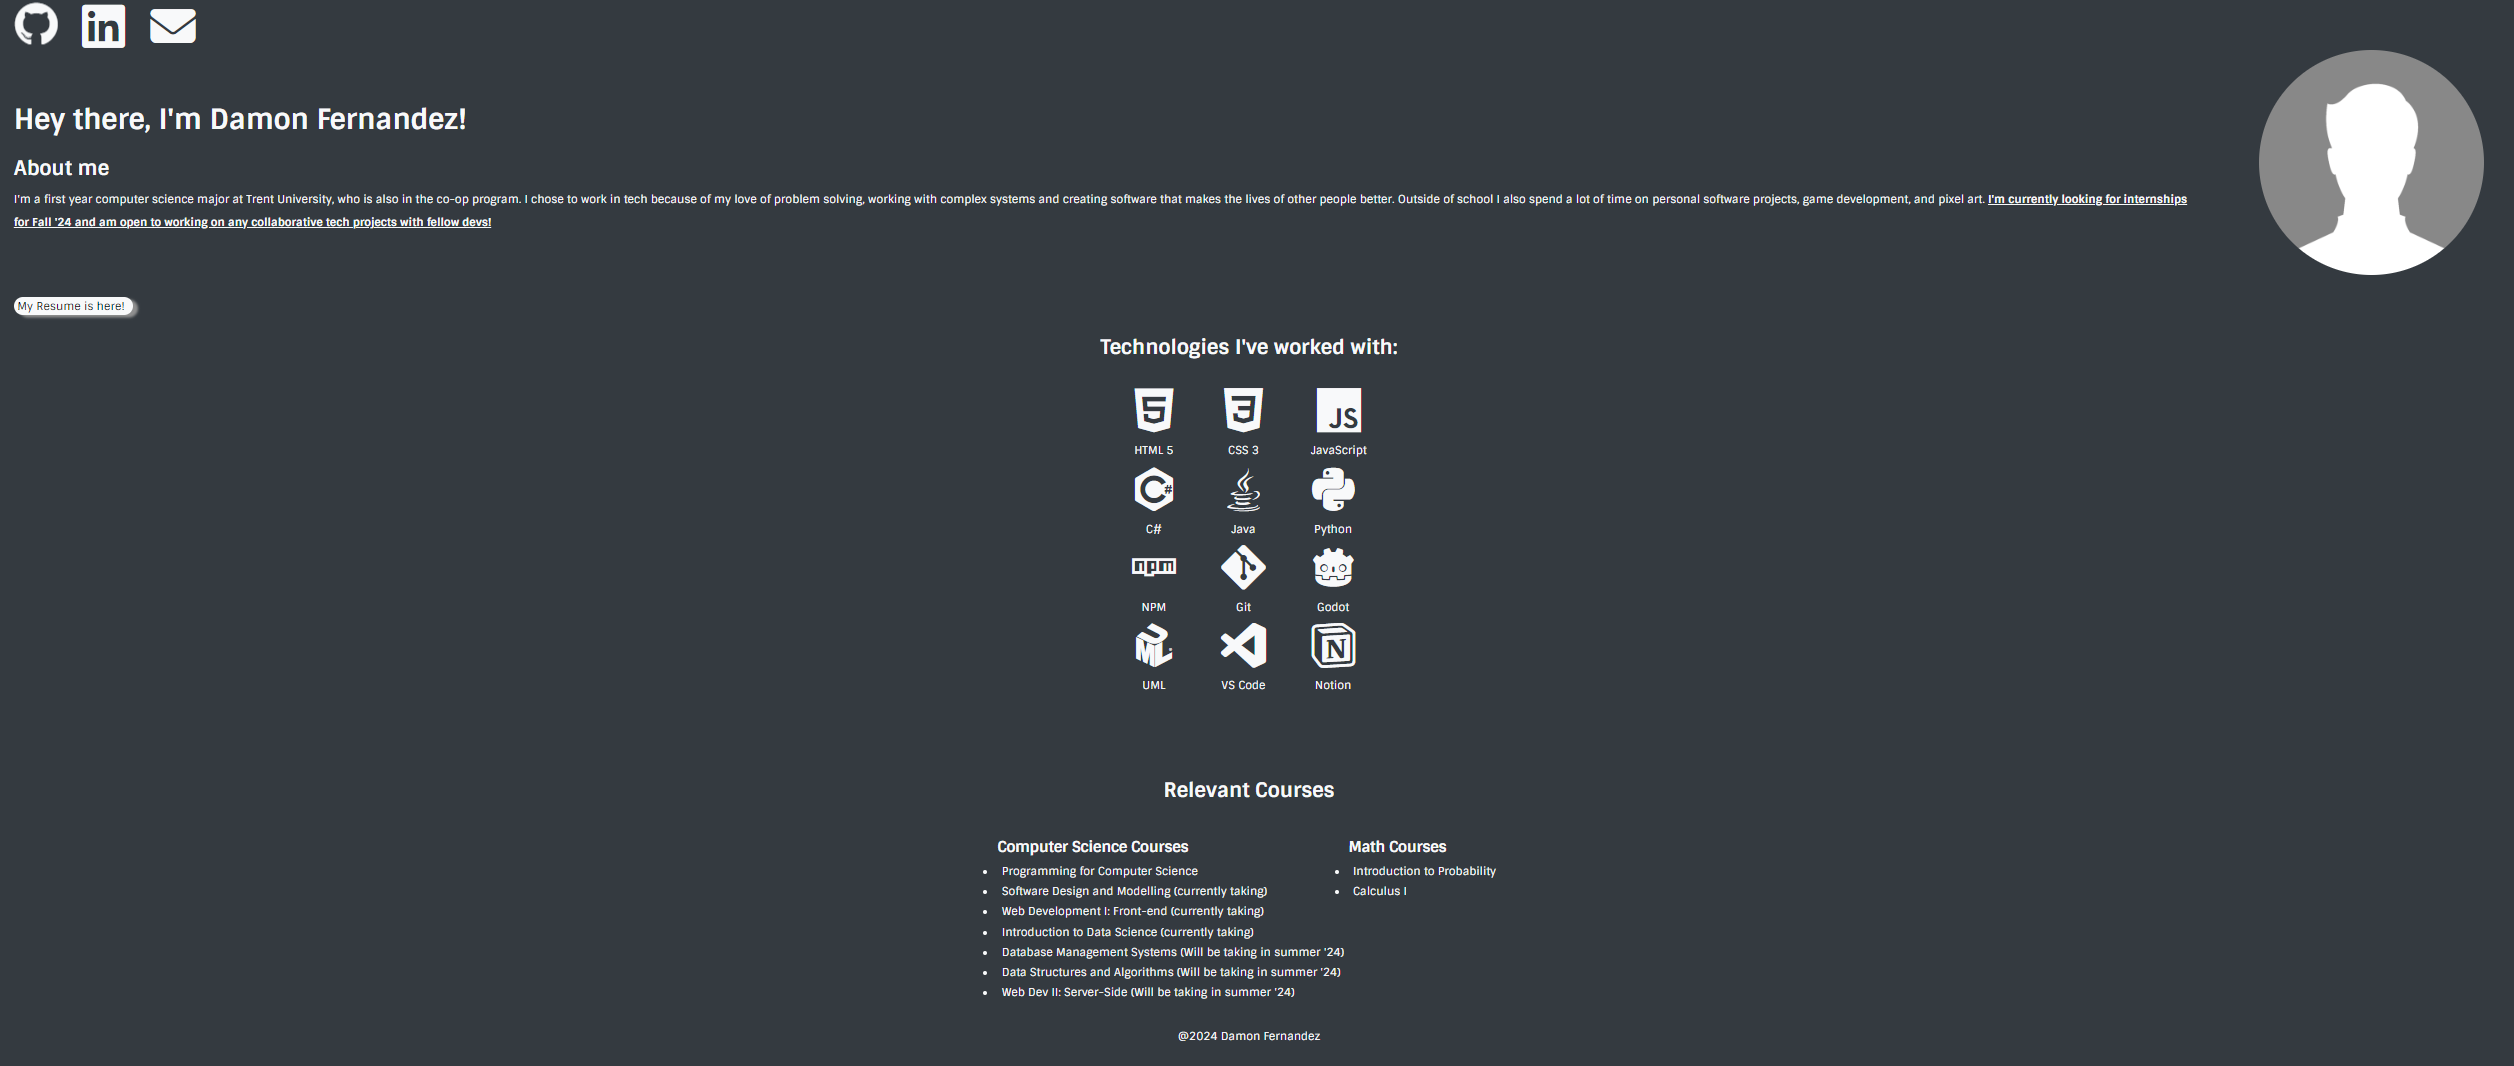 in
Hey there, I'm Damon Fernandez!
About me
I'm a first year computer science major at Trent University, who is also in the co-op program. I chose to work in tech because of my love of problem solving, working with complex systems and creating software that makes the lives of other people better. Outside of school I also spend a lot of time on personal software projects, game development, and pixel art. I'm currently looking for internships
for Fall '24 and am open to working on any collaborative tech projects with fellow devs!
My Resume is here!
Technologies I've worked with:
5 3 JS
HTML 5 CSS 3 JavaScript
C#
C# Java Python
npm
NPM Git Godot
UML N
UML VS Code Notion
Relevant Courses
Computer Science Courses
• Programming for Computer Science
• Software Design and Modelling (currently taking)
• Web Development I: Front-end (currently taking)
• Introduction to Data Science (currently taking)
• Database Management Systems (Will be taking in summer '24)
• Data Structures and Algorithms (Will be taking in summer '24)
• Web Dev II: Server-Side (Will be taking in summer '24)
Math Courses
• Introduction to Probability
• Calculus I
@2024 Damon Fernandez